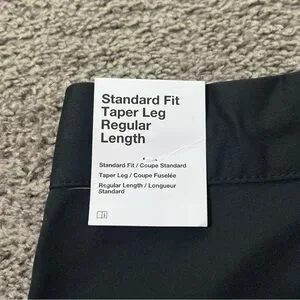 Standard Fit
Taper Leg
Regular
Length
Standard Fit / Coupe Standard
Taper Leg / Coupe Fuselée
Regular Length / Longueur
Standard